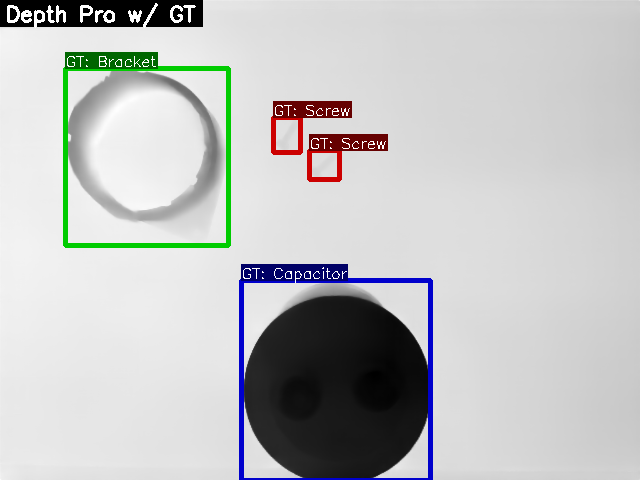 Depth Pro w/ GT
GT: Bracket
GT: Screw
GT: Screw
GT: Capacitor